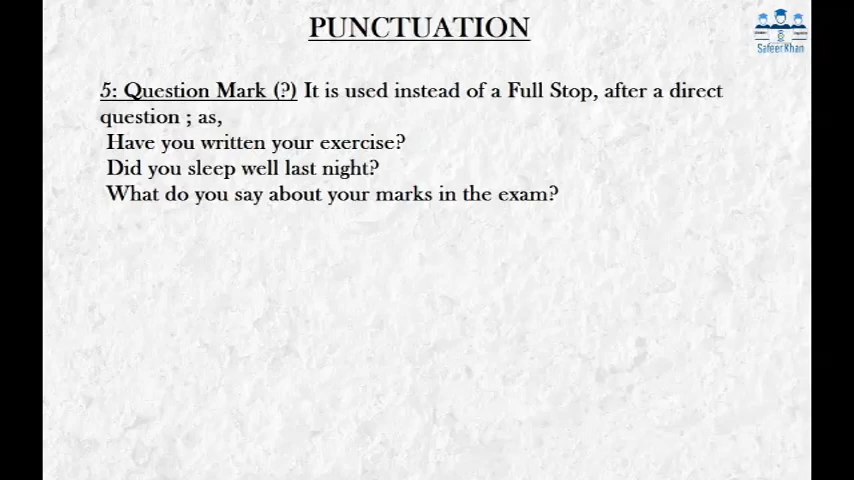 PUNCTUATION
Safeer Khan
5: Question Mark (?) It is used instead of a Full Stop, after a direct
question ; as,
Have you written your exercise?
Did you sleep well last night?
What do you say about your marks in the exam?